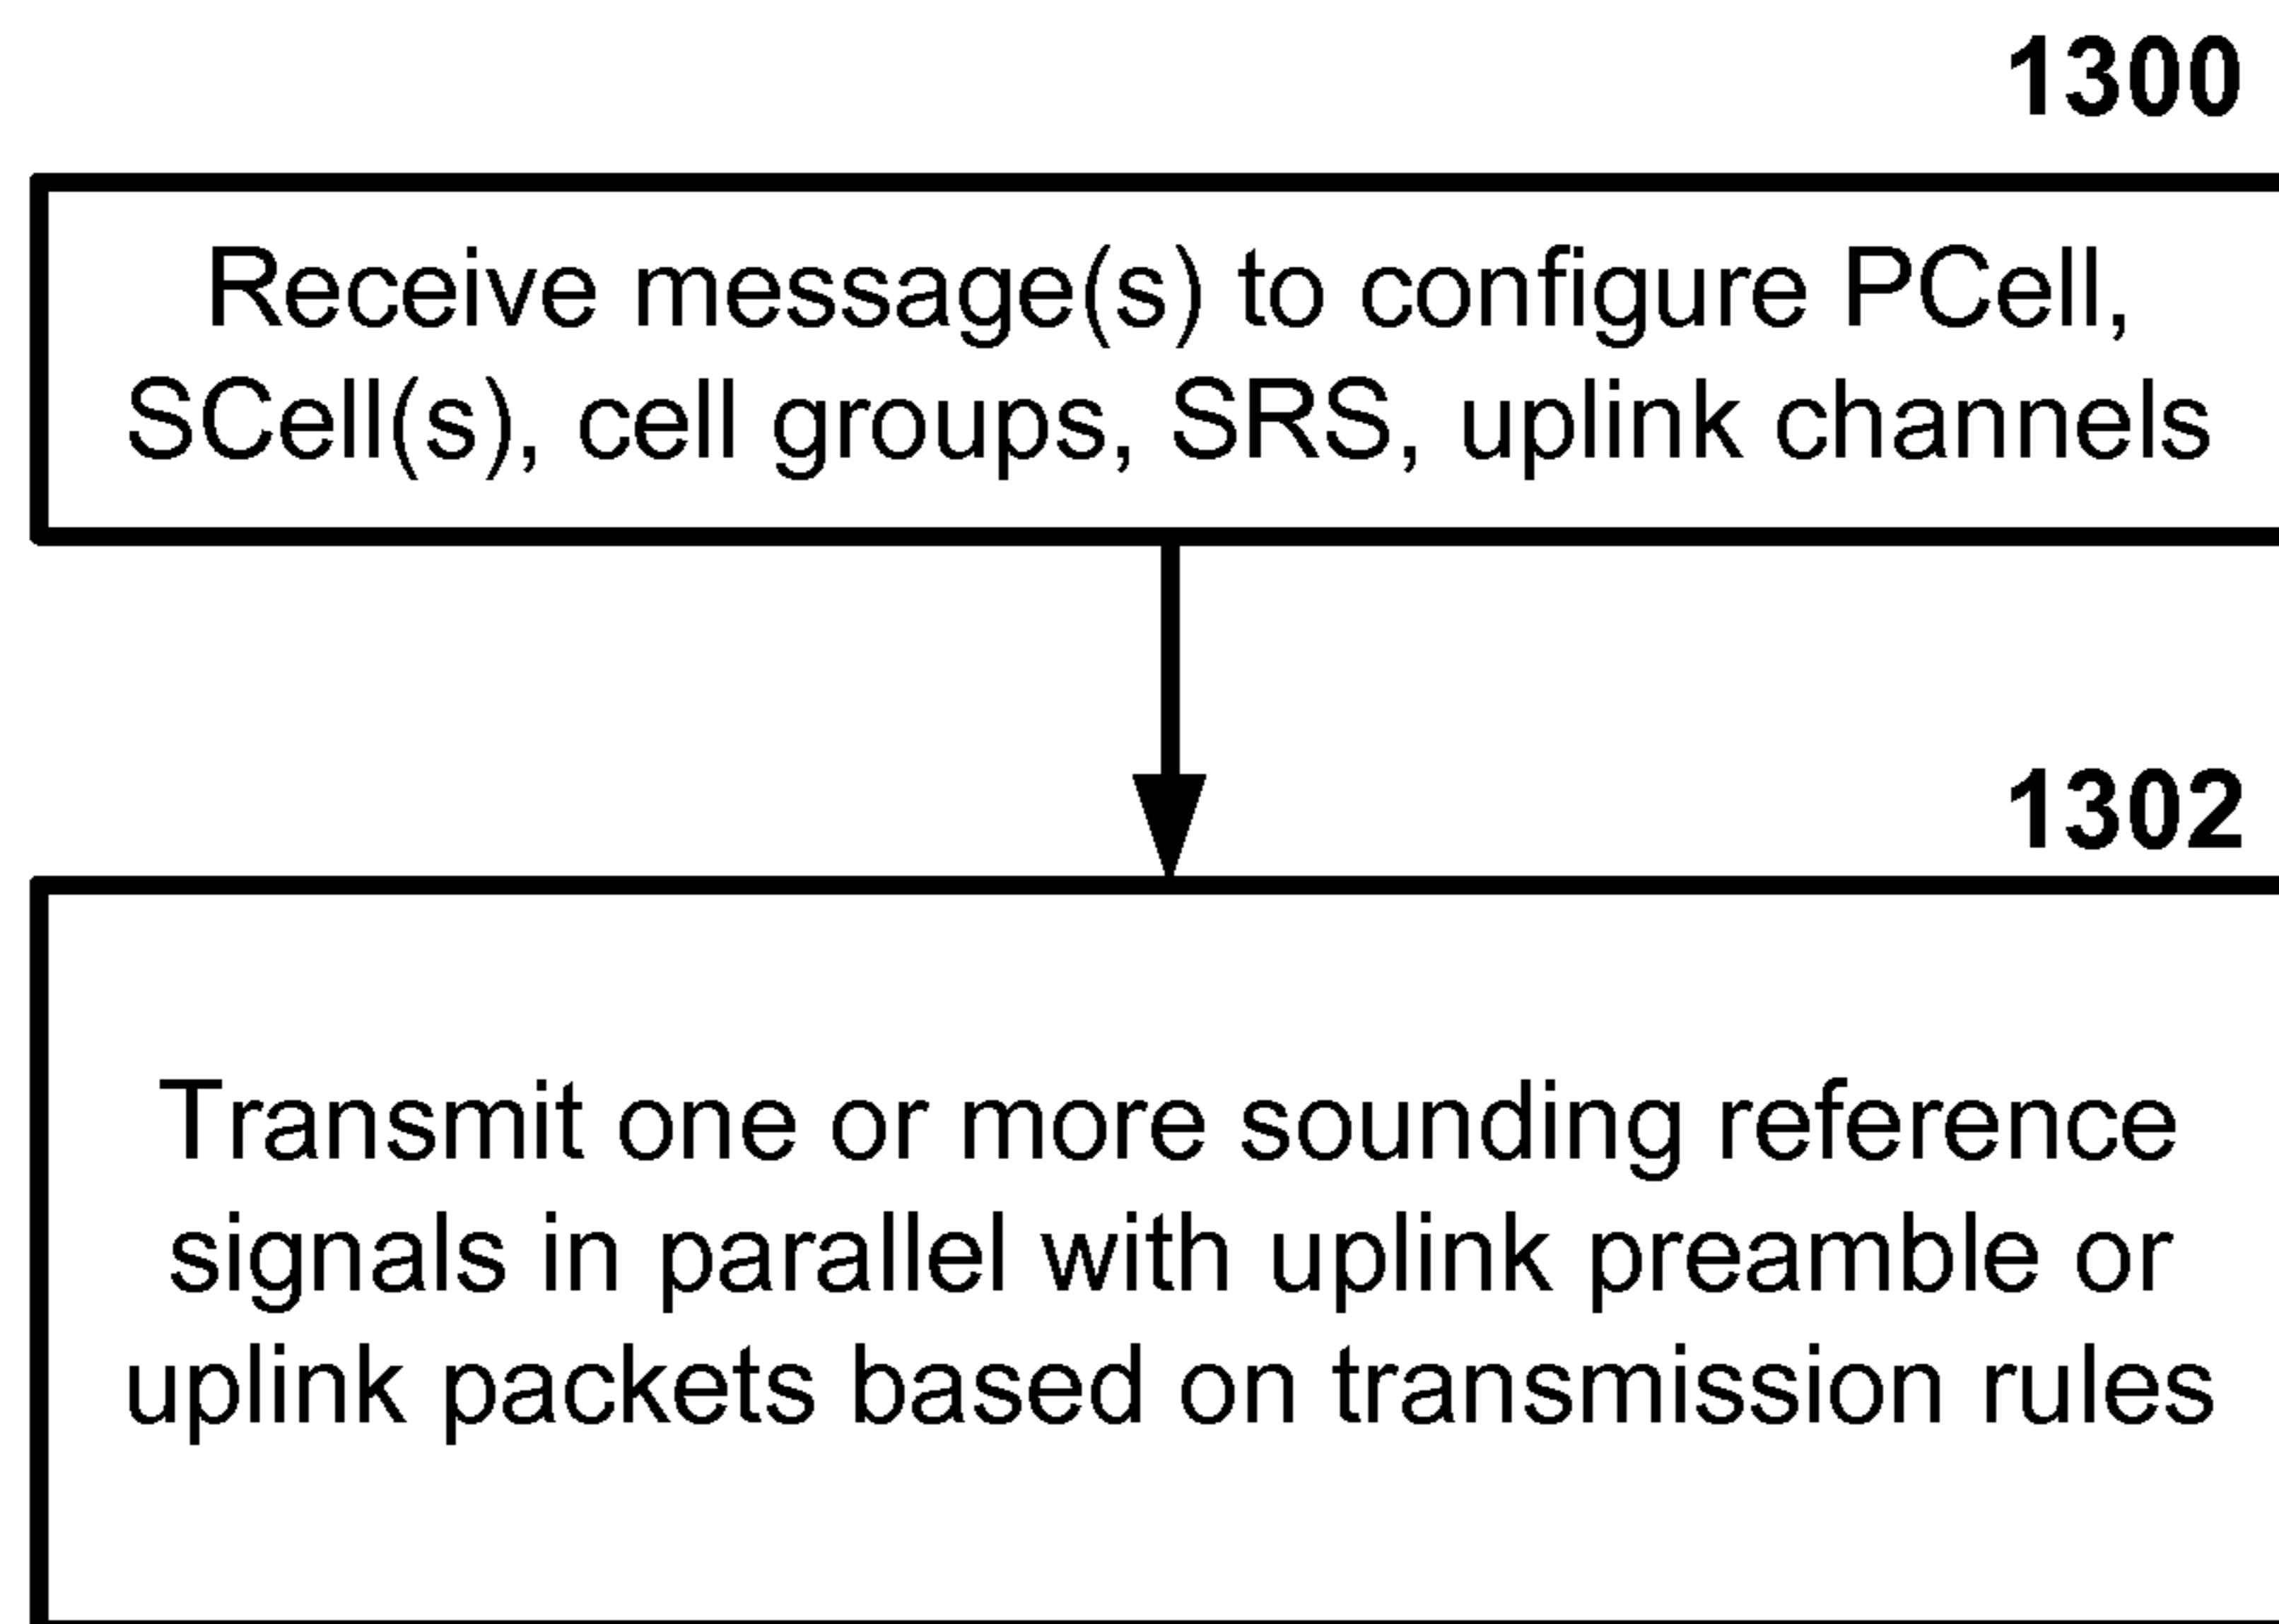 1300
Receive message(s) to configure PCell,
SCell(s), cell groups, SRS, uplink channels
1302
Transmit one or more sounding reference
signals in parallel with uplink preamble or
uplink packets based on transmission rules